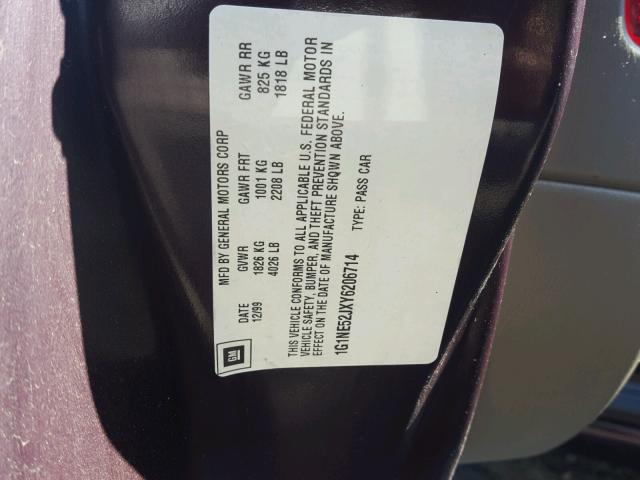 GM
MFD BY GENERAL MOTORS CORP
DATE GVWR GAWR FRT GAWR RR
12/99 1826 KG 1001 KG 825 KG
4026 LB 2208 LB 1818 LB
THIS VEHICLE CONFORMS TO ALL APPLICABLE U.S. FEDERAL MOTOR
VEHICLE SAFETY, BUMPER, AND THEFT PREVENTION STANDARDS IN
EFFECT ON THE DATE OF MANUFACTURE SHOWN ABOVE.
1G1NE52JXY6206714 TYPE: PASS CAR